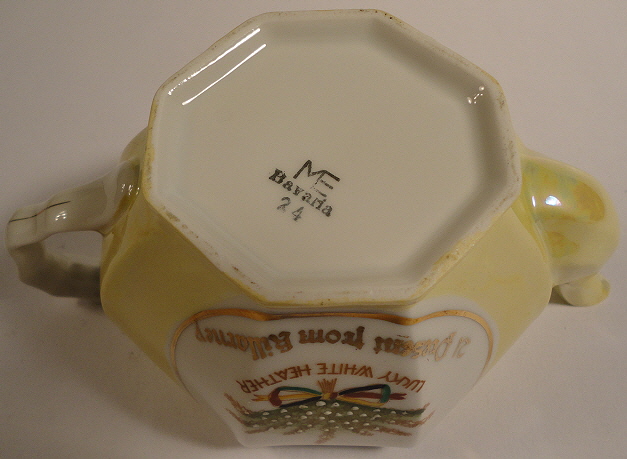 ME
Bavaria
24
a Present from Killarney
LUCKY WHITE HEATHER